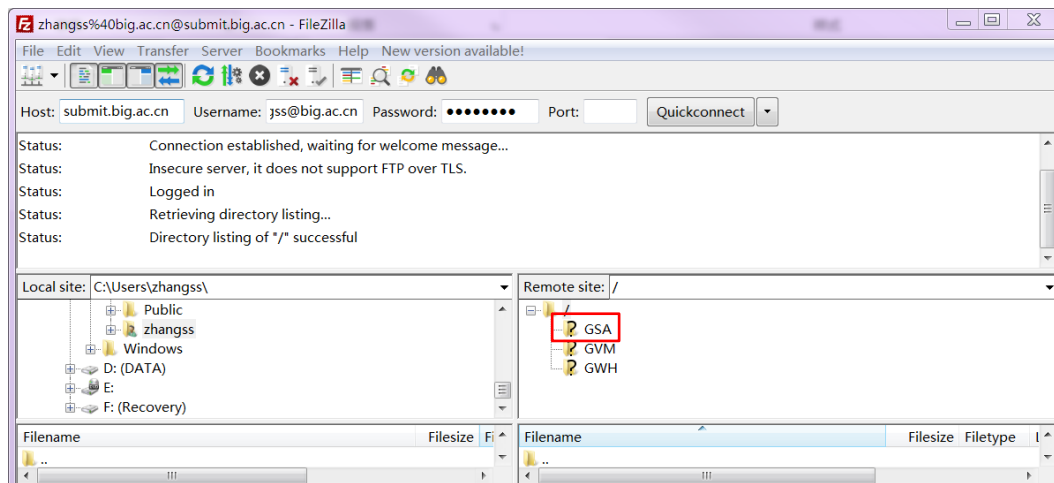 zhangss%40big.ac.cn@submit.big.ac.cn - FileZilla
File Edit View Transfer Server Bookmarks Help New version available!
Host: submit.big.ac.cn Username: ss@big.ac.cn Password: ●●●●●●●● Port: Quickconnect
Status: Connection established, waiting for welcome message...
Status: Insecure server, it does not support FTP over TLS.
Status: Logged in
Status: Retrieving directory listing...
Status: Directory listing of "/" successful
Local site: C:\Users\zhangss\ Remote site: /
Public /
zhangss GSA
Windows GVM
D: (DATA) GWH
E:
F: (Recovery)
Filename Filesize Fi Filename Filesize Filetype L
.. ..